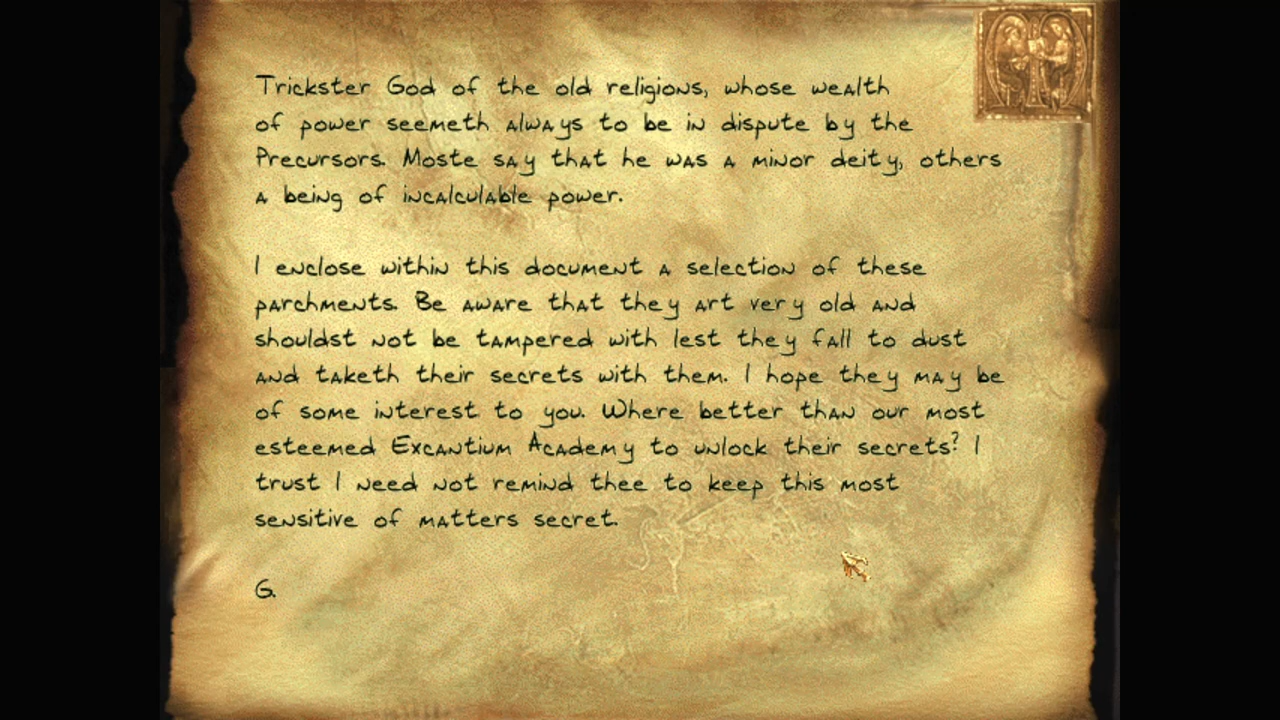 Trickster God of the old religions, whose wealth
of power seemeth always to be in dispute by the
Precursors. Moste say that he was a minor deity, others
a being of incalculable power.
I enclose within this document a selection of these
parchments. Be aware that they art very old and
shouldst not be tampered with lest they fall to dust
and taketh their secrets with them. I hope they may be
of some interest to you. Where better than our most
esteemed Excantium Academy to unlock their secrets? I
trust I need not remind thee to keep this most
sensitive of matters secret.
G.